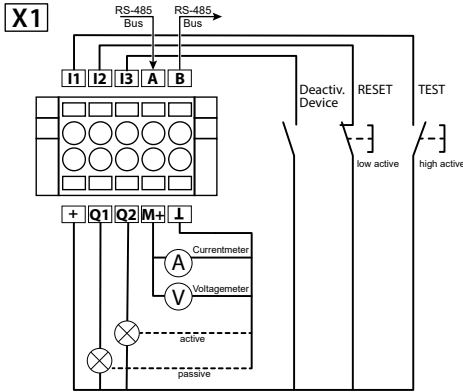 X1
RS-485
Bus
RS-485
Bus
I1 I2 I3 A B
Deactiv.
Device
RESET
TEST
low active
high active
+ Q1 Q2 M+ ⊥
Currentmeter
A
Voltagemeter
V
active
passive